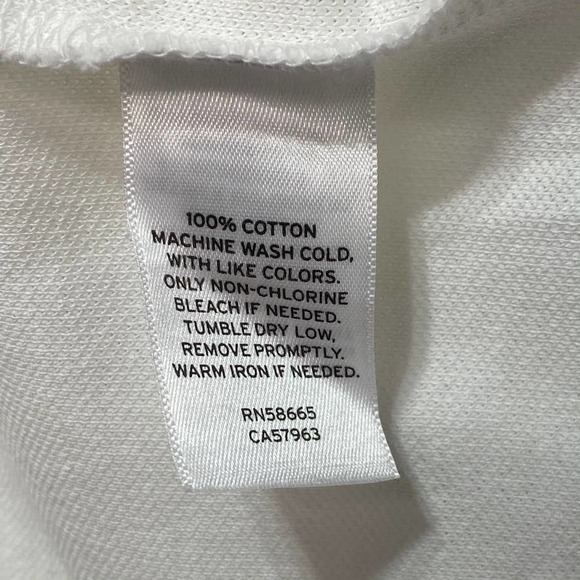 100% COTTON
MACHINE WASH COLD,
WITH LIKE COLORS.
ONLY NON-CHLORINE
BLEACH IF NEEDED.
TUMBLE DRY LOW,
REMOVE PROMPTLY.
WARM IRON IF NEEDED.
RN58665
CA57963